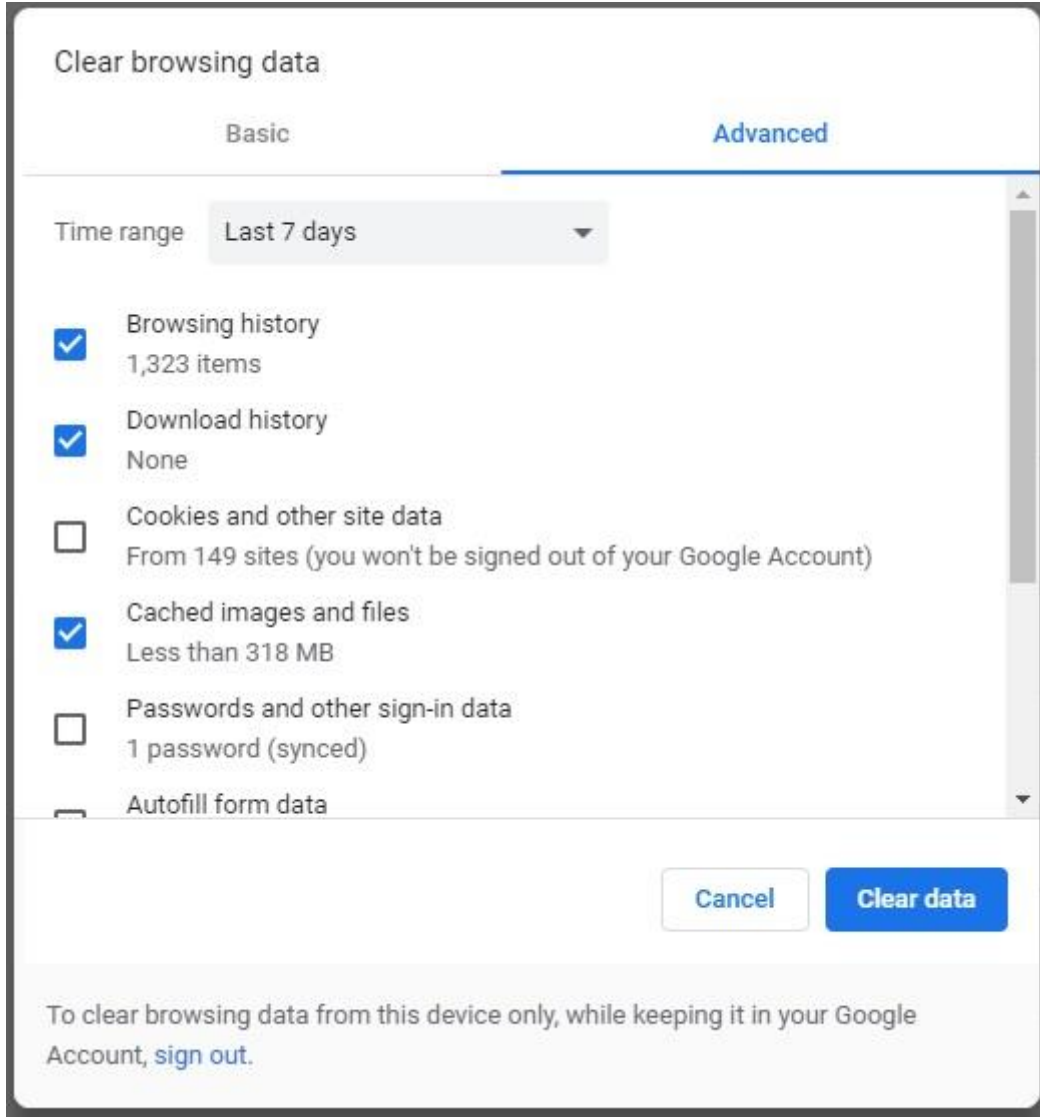 Clear browsing data
Basic
Advanced
Time range
Last 7 days
Browsing history
1,323 items
Download history
None
Cookies and other site data
From 149 sites (you won't be signed out of your Google Account)
Cached images and files
Less than 318 MB
Passwords and other sign-in data
1 password (synced)
Autofill form data
Cancel
Clear data
To clear browsing data from this device only, while keeping it in your Google
Account, sign out.